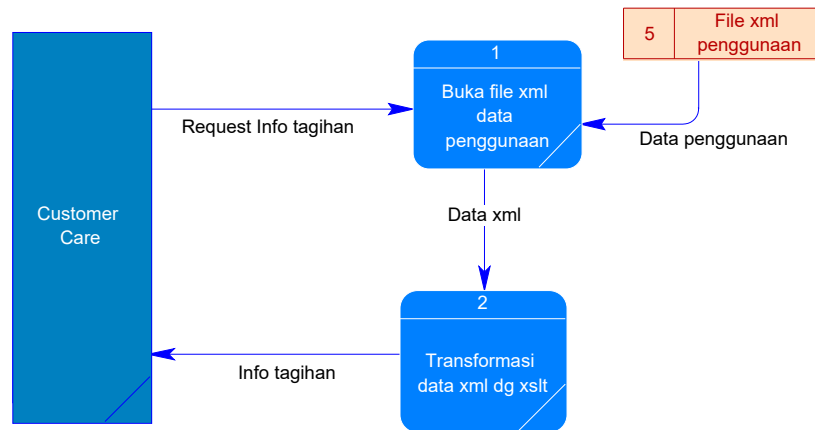 5
File xml
penggunaan
1
Buka file xml
data
penggunaan
Request Info tagihan
Data penggunaan
Customer
Care
Data xml
2
Transformasi
data xml dg xslt
Info tagihan